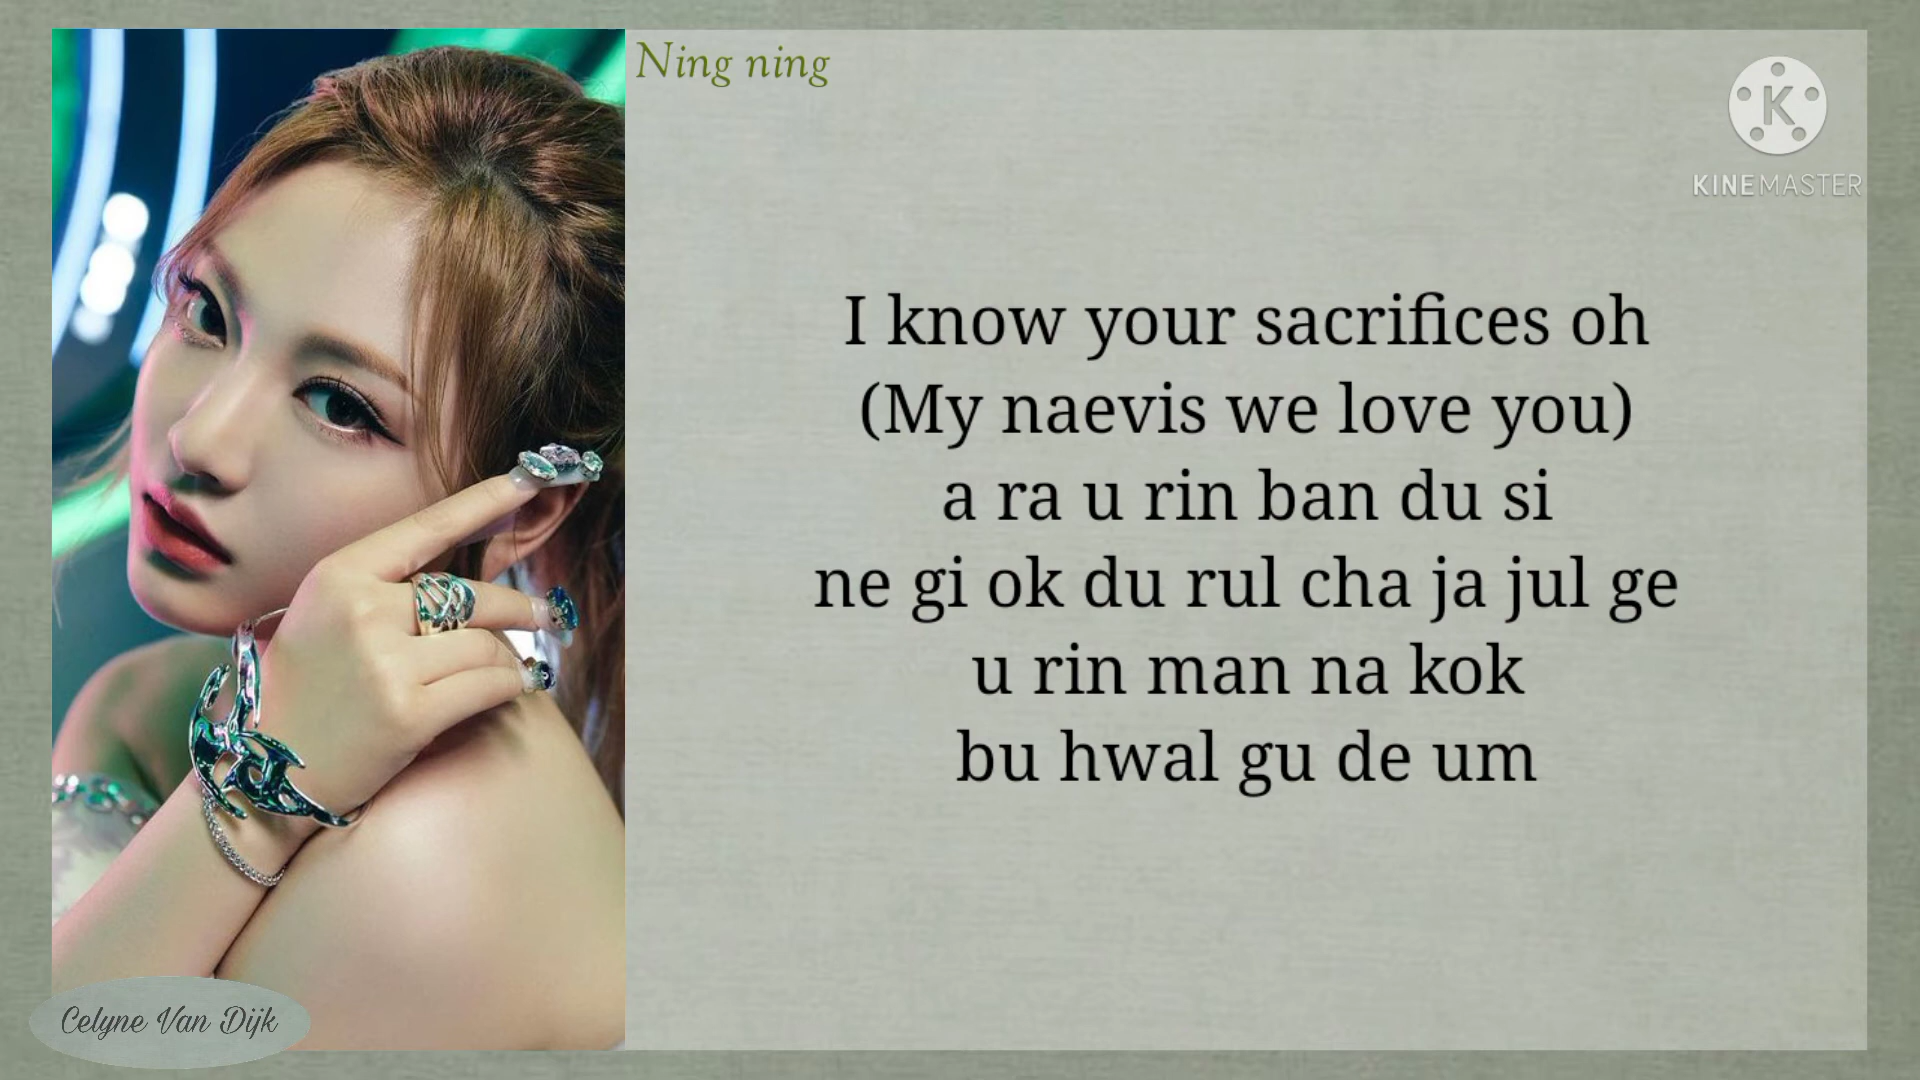 Ning ning
K
KINEMASTER
I know your sacrifices oh
(My naevis we love you)
a ra u rin ban du si
ne gi ok du rul cha ja jul ge
u rin man na kok
bu hwal gu de um
Celyne Van Dijk